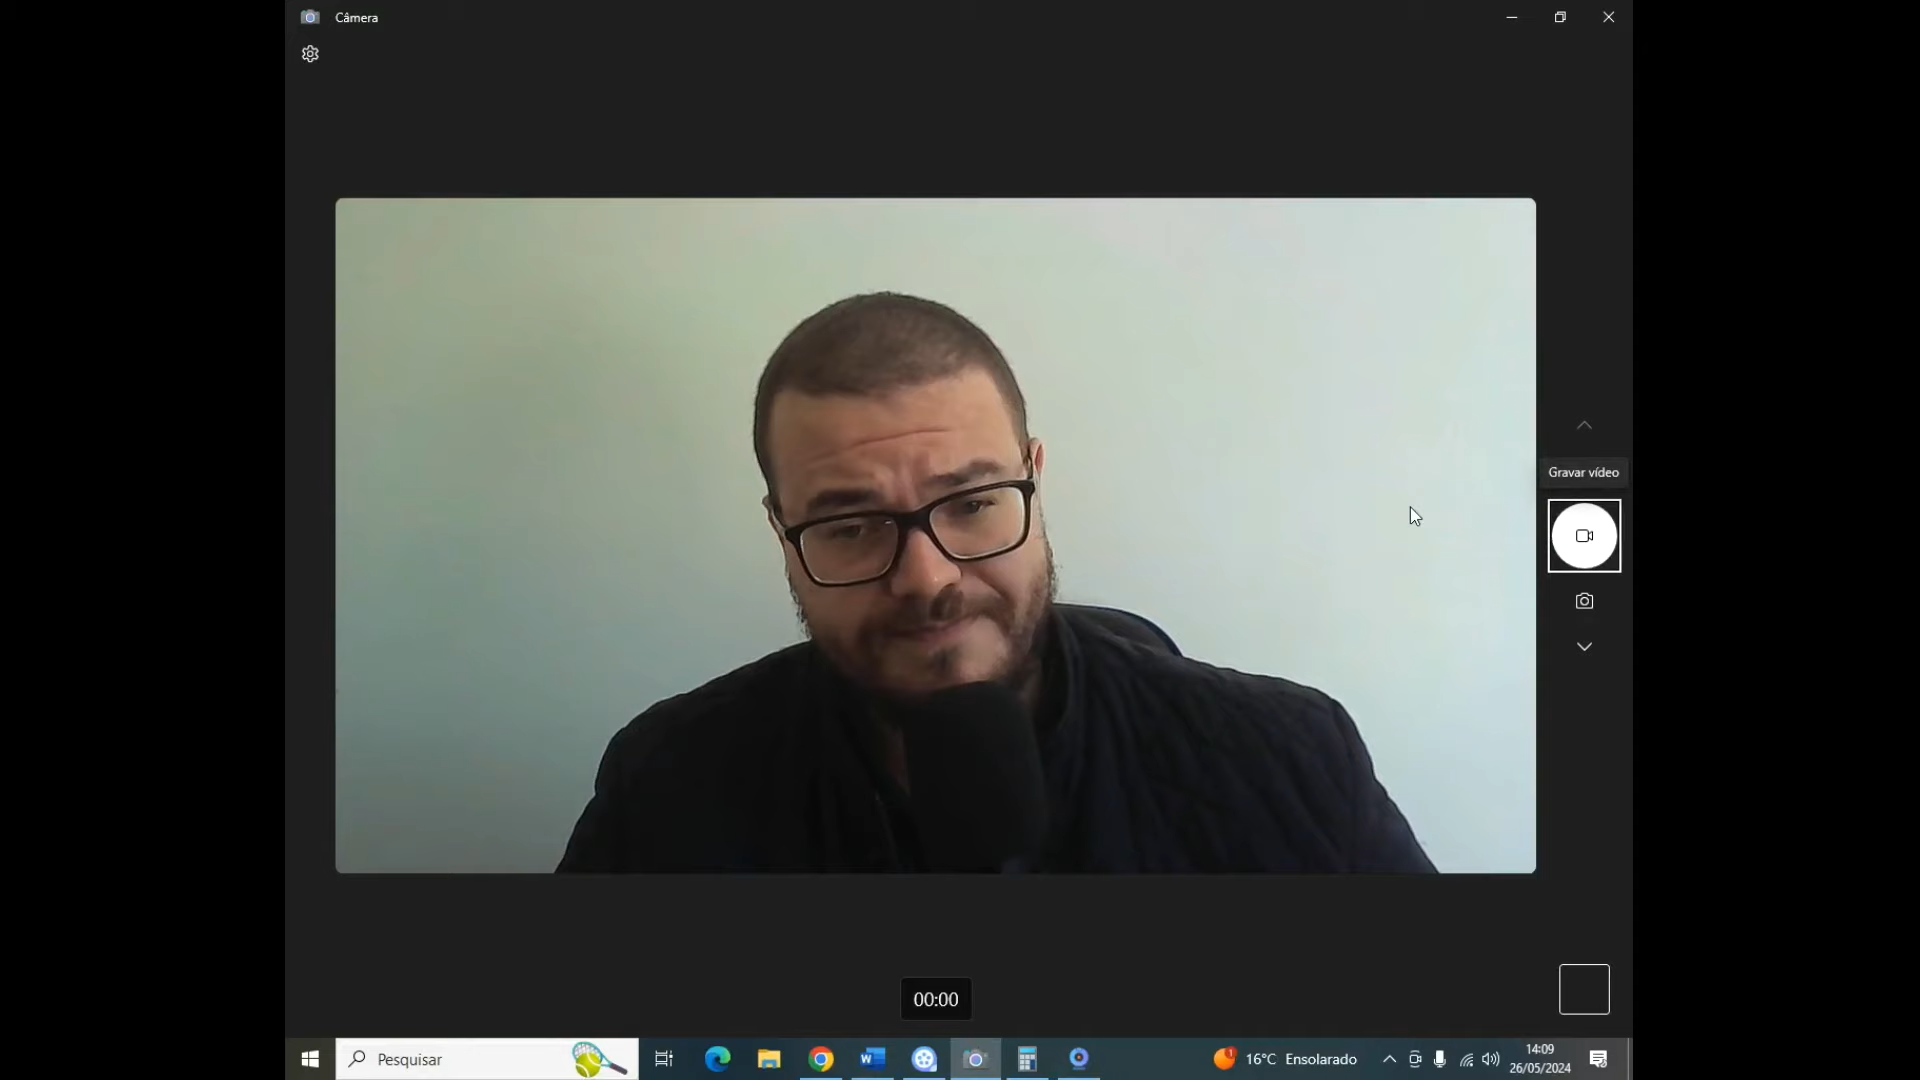 Câmera
Gravar vídeo
00:00
Pesquisar
16°C Ensolarado
14:09
26/05/2024